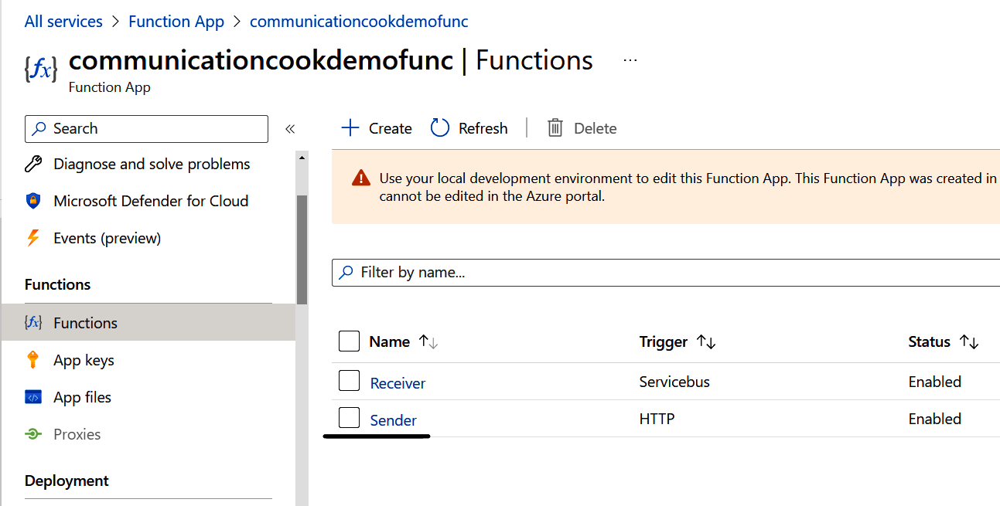 All services > Function App > communicationcookdemofunc
{fx} communicationcookdemofunc | Functions ...
Function App
Search «
Diagnose and solve problems
Microsoft Defender for Cloud
Events (preview)
Functions
{fx} Functions
App keys
App files
Proxies
Deployment
+ Create Refresh | Delete
Use your local development environment to edit this Function App. This Function App was created in
cannot be edited in the Azure portal.
Filter by name...
Name ↑↓ Trigger ↑↓ Status ↑↓
Receiver Servicebus Enabled
Sender HTTP Enabled